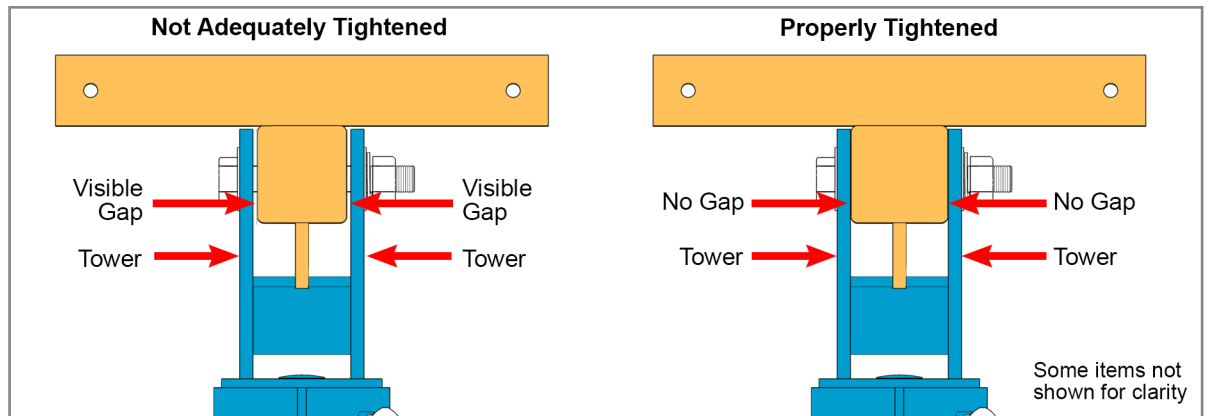 Not Adequately Tightened
Properly Tightened
Visible
Gap
Visible
Gap
Tower
Tower
No Gap
No Gap
Tower
Tower
Some items not
shown for clarity